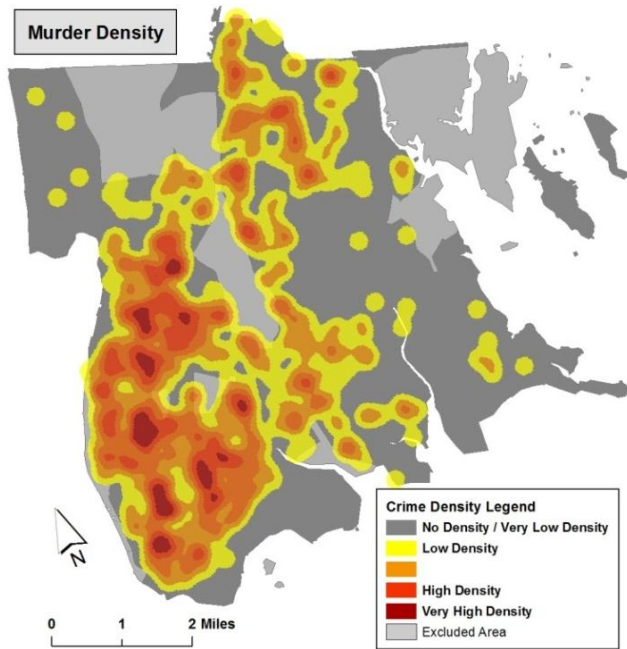 Murder Density
N
0 1 2 Miles
Crime Density Legend
No Density / Very Low Density
Low Density
High Density
Very High Density
Excluded Area